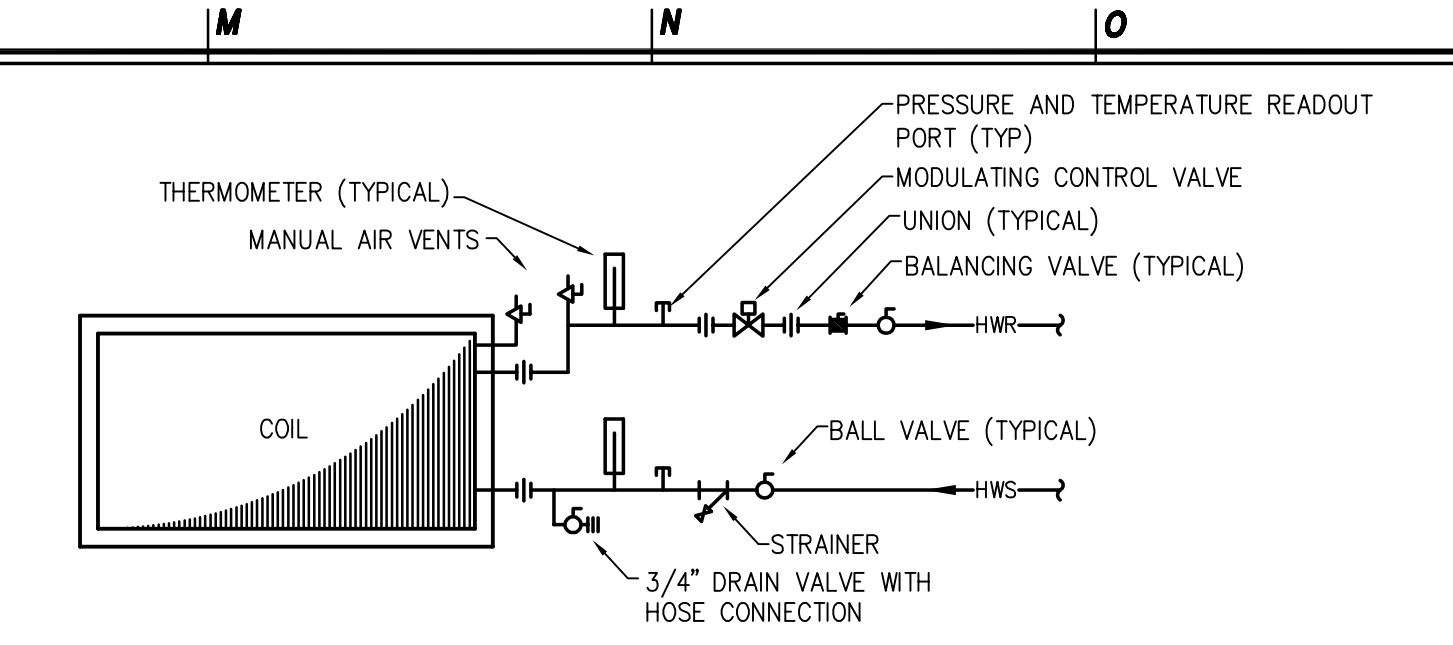 M
N
O
PRESSURE AND TEMPERATURE READOUT
PORT (TYP)
THERMOMETER (TYPICAL)
MODULATING CONTROL VALVE
UNION (TYPICAL)
MANUAL AIR VENTS
BALANCING VALVE (TYPICAL)
HWR
COIL
BALL VALVE (TYPICAL)
HWS
STRAINER
3/4” DRAIN VALVE WITH
HOSE CONNECTION